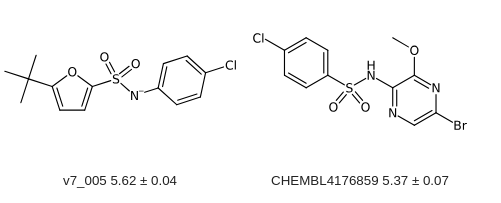 O O O
S Cl
N⁻
v7_005 5.62 ± 0.04
Cl O
H
N N
S
O O N Br
CHEMBL4176859 5.37 ± 0.07